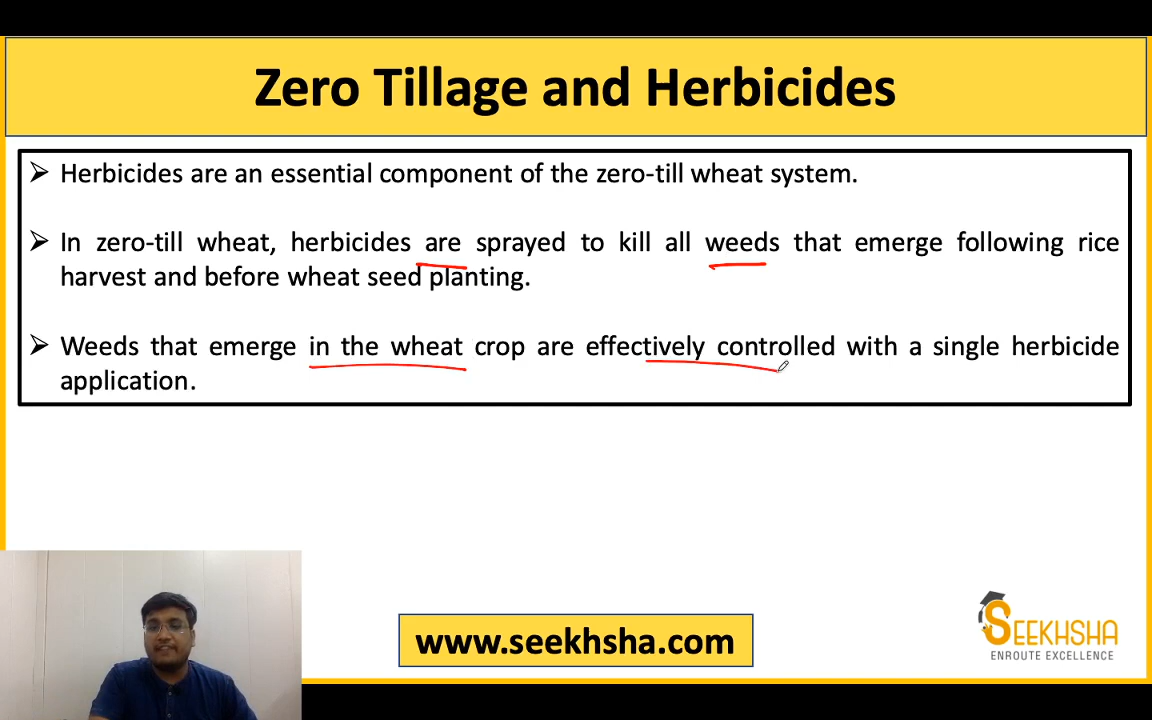 Zero Tillage and Herbicides
➢ Herbicides are an essential component of the zero-till wheat system.
➢ In zero-till wheat, herbicides are sprayed to kill all weeds that emerge following rice
harvest and before wheat seed planting.
➢ Weeds that emerge in the wheat crop are effectively controlled with a single herbicide
application.
www.seekhsha.com
SEEKHSHA
ENROUTE EXCELLENCE